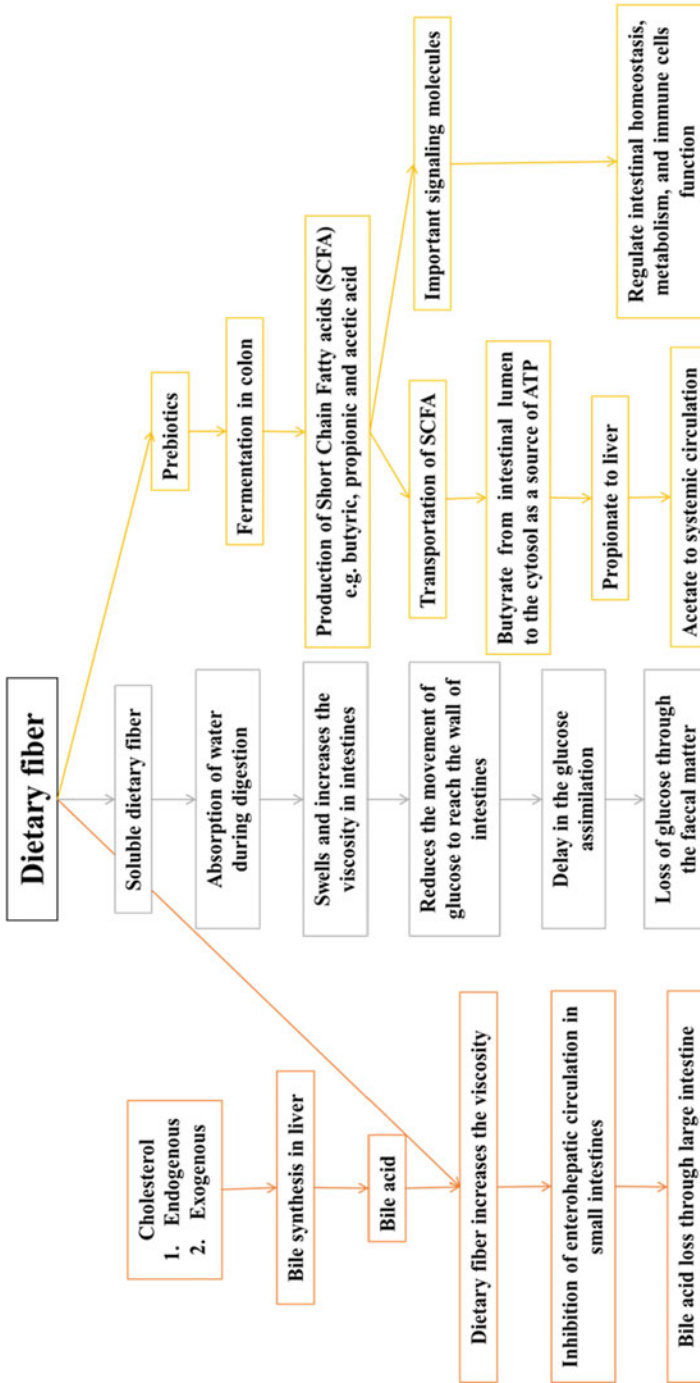 Dietary fiber
Cholesterol
1. Endogenous
2. Exogenous
Bile synthesis in liver
Bile acid
Dietary fiber increases the viscosity
Inhibition of enterohepatic circulation in
small intestines
Bile acid loss through large intestine
Soluble dietary fiber
Absorption of water
during digestion
Swells and increases the
viscosity in intestines
Reduces the movement of
glucose to reach the wall of
intestines
Delay in the glucose
assimilation
Loss of glucose through
the faecal matter
Prebiotics
Fermentation in colon
Production of Short Chain Fatty acids (SCFA)
e.g. butyric, propionic and acetic acid
Transportation of SCFA
Butyrate from intestinal lumen
to the cytosol as a source of ATP
Propionate to liver
Acetate to systemic circulation
Important signaling molecules
Regulate intestinal homeostasis,
metabolism, and immune cells
function